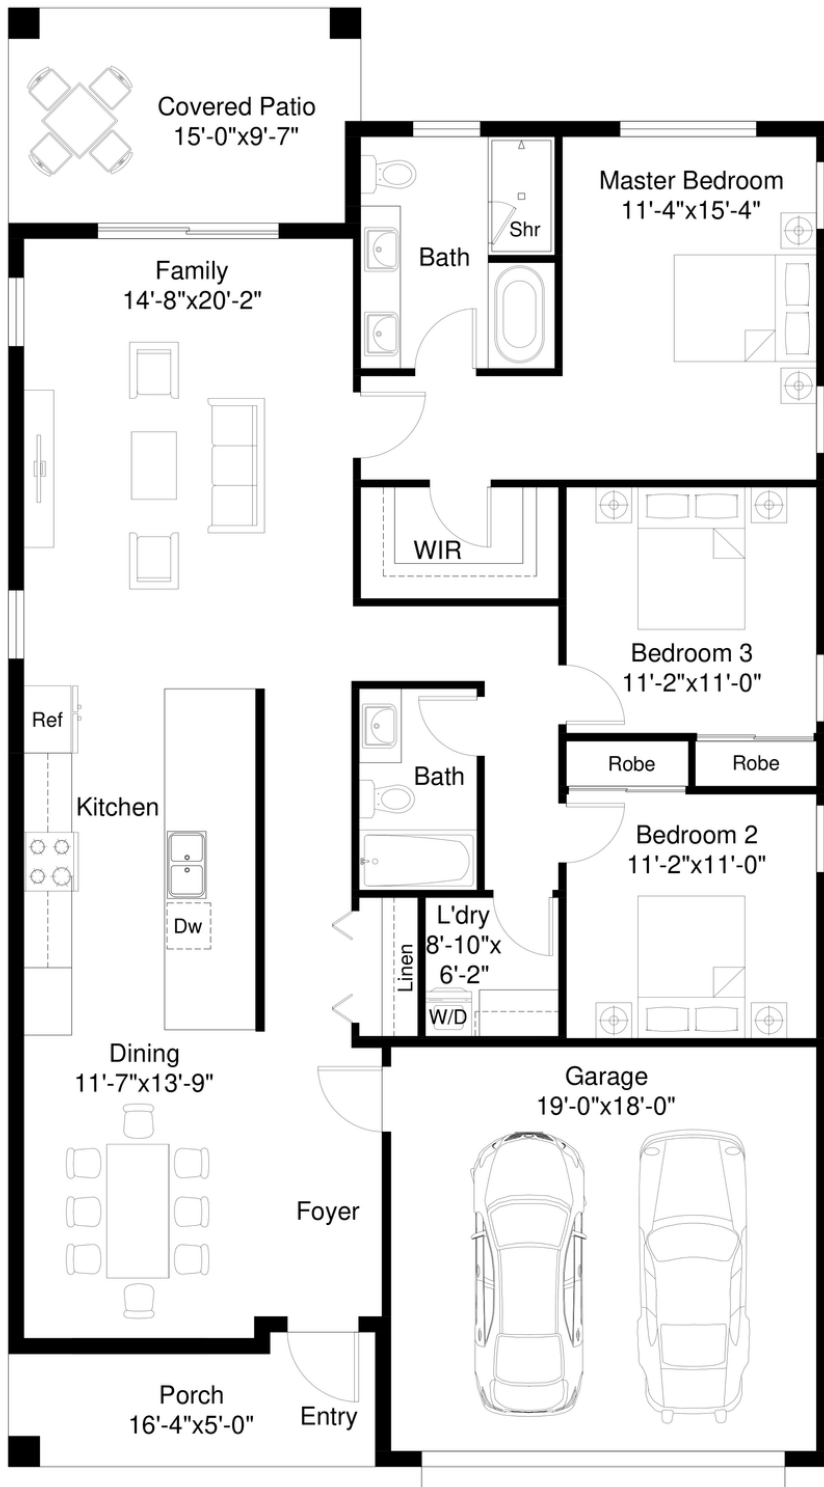 Covered Patio
15'-0"x9'-7"
Master Bedroom
11'-4"x15'-4"
Shr
Bath
Family
14'-8"x20'-2"
WIR
Bedroom 3
11'-2"x11'-0"
Ref
Robe
Robe
Bath
Kitchen
Bedroom 2
11'-2"x11'-0"
Dw
L'dry
8'-10"x
6'-2"
Linen
W/D
Dining
11'-7"x13'-9"
Garage
19'-0"x18'-0"
Foyer
Porch
16'-4"x5'-0"
Entry